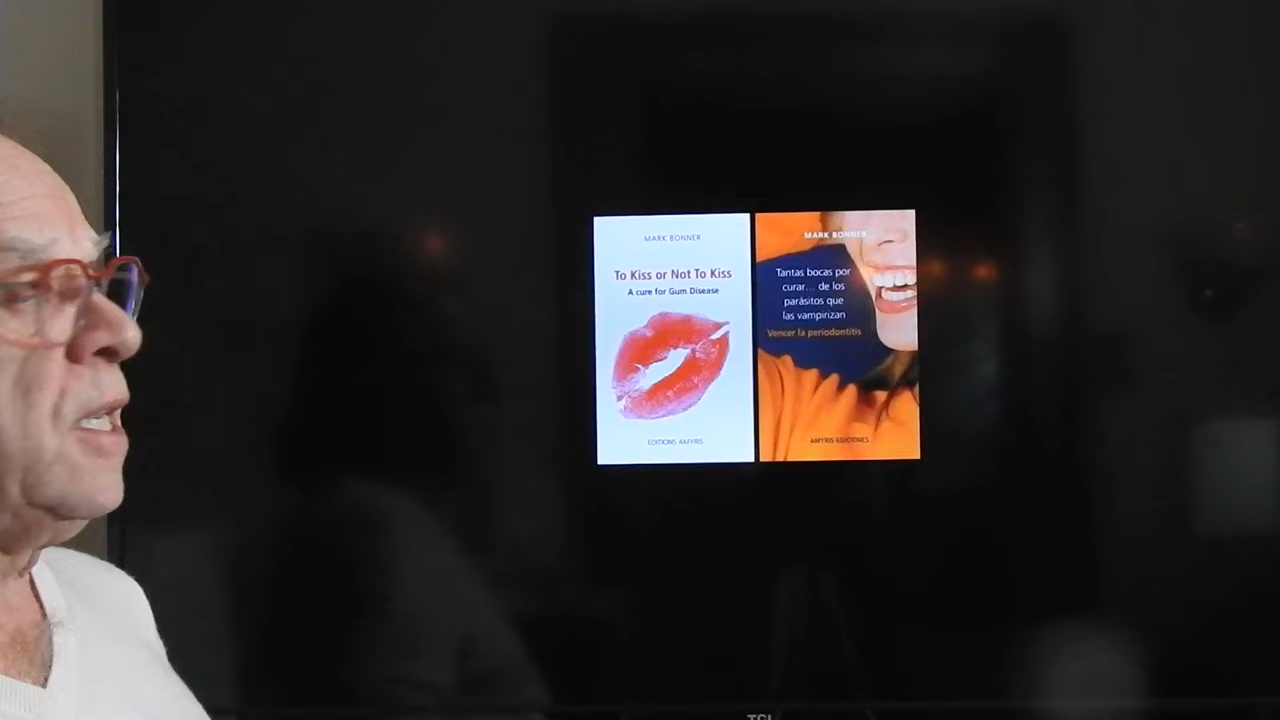 MARK BONNER
To Kiss or Not To Kiss
A cure for Gum Disease
EDITIONS AMYRIS
MARK BONNER
Tantas bocas por
curar... de los
parásitos que
las vampirizan
Vencer la periodontitis
AMYRIS EDICIONES
TCL